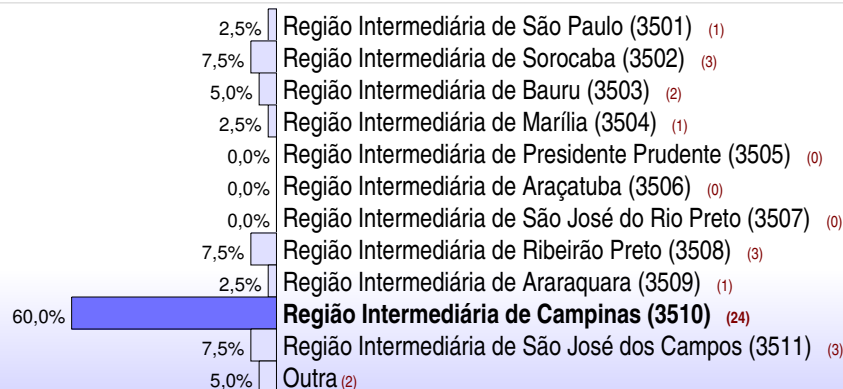 2,5% Região Intermediária de São Paulo (3501) (1)
7,5% Região Intermediária de Sorocaba (3502) (3)
5,0% Região Intermediária de Bauru (3503) (2)
2,5% Região Intermediária de Marília (3504) (1)
0,0% Região Intermediária de Presidente Prudente (3505) (0)
0,0% Região Intermediária de Araçatuba (3506) (0)
0,0% Região Intermediária de São José do Rio Preto (3507) (0)
7,5% Região Intermediária de Ribeirão Preto (3508) (3)
2,5% Região Intermediária de Araraquara (3509) (1)
60,0% Região Intermediária de Campinas (3510) (24)
7,5% Região Intermediária de São José dos Campos (3511) (3)
5,0% Outra (2)